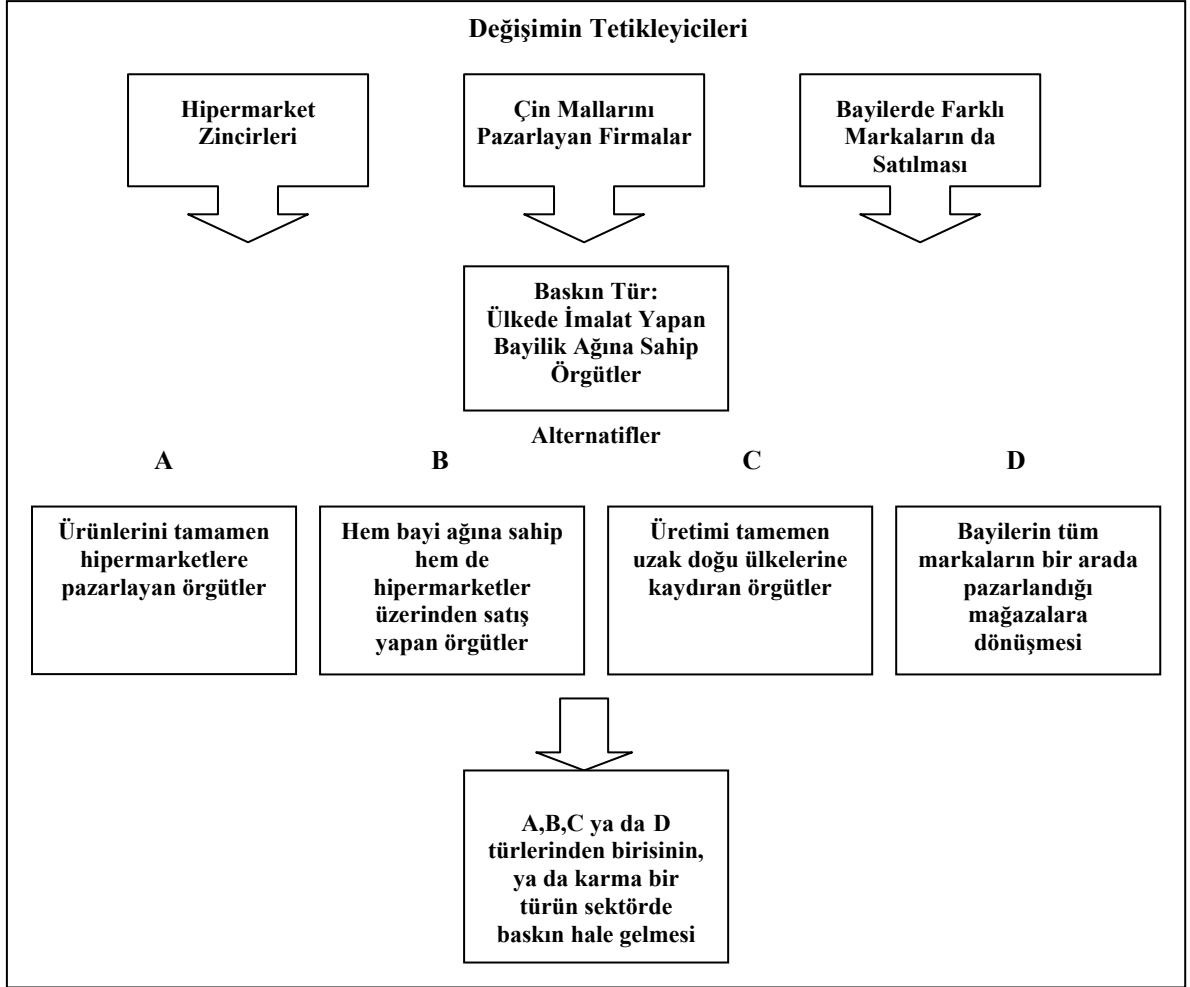 Değişimin Tetikleyicileri
Hipermarket
Zincirleri
Çin Mallarını
Pazarlayan Firmalar
Bayilerde Farklı
Markaların da
Satılması
Baskın Tür:
Ülkede İmalat Yapan
Bayilik Ağına Sahip
Örgütler
Alternatifler
A
B
C
D
Ürünlerini tamamen
hipermarketlere
pazarlayan örgütler
Hem bayi ağına sahip
hem de
hipermarketler
üzerinden satış
yapan örgütler
Üretimi tamemen
uzak doğu ülkelerine
kaydıran örgütler
Bayilerin tüm
markaların bir arada
pazarlandığı
mağazalara
dönüşmesi
A,B,C ya da D
türlerinden birisinin,
ya da karma bir
türün sektörde
baskın hale gelmesi